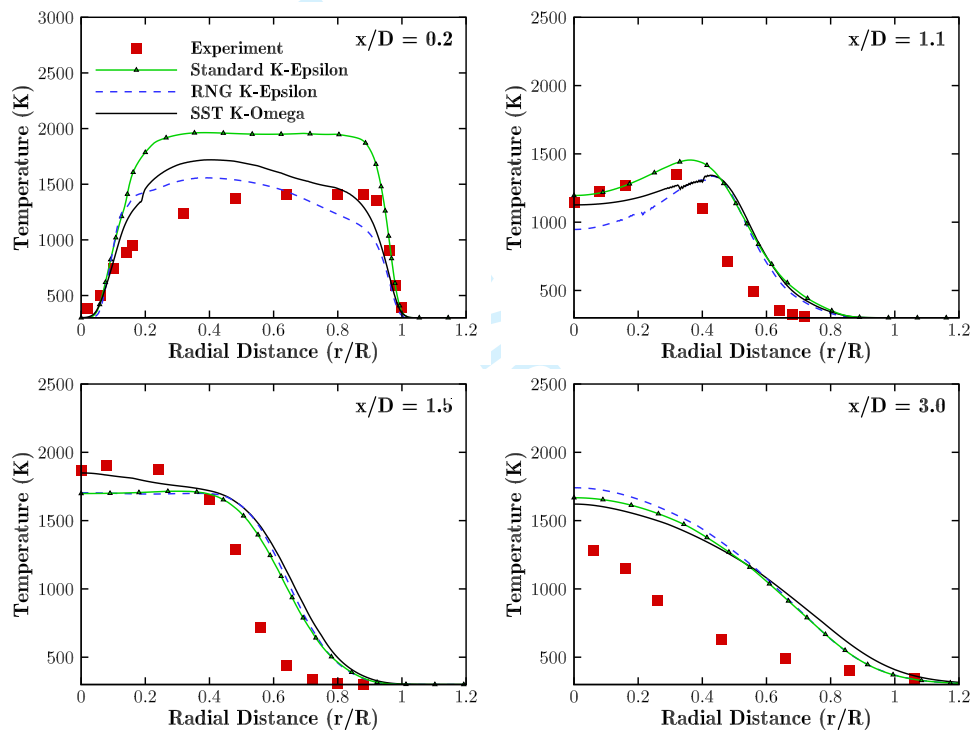 x/D = 0.2
Experiment
Standard K-Epsilon
RNG K-Epsilon
SST K-Omega
Temperature (K)
3000
2500
2000
1500
1000
500
0 0.2 0.4 0.6 0.8 1 1.2
Radial Distance (r/R)
x/D = 1.1
Temperature (K)
2500
2000
1500
1000
500
0 0.2 0.4 0.6 0.8 1 1.2
Radial Distance (r/R)
x/D = 1.5
Temperature (K)
2500
2000
1500
1000
500
0 0.2 0.4 0.6 0.8 1 1.2
Radial Distance (r/R)
x/D = 3.0
Temperature (K)
2500
2000
1500
1000
500
0 0.2 0.4 0.6 0.8 1 1.2
Radial Distance (r/R)